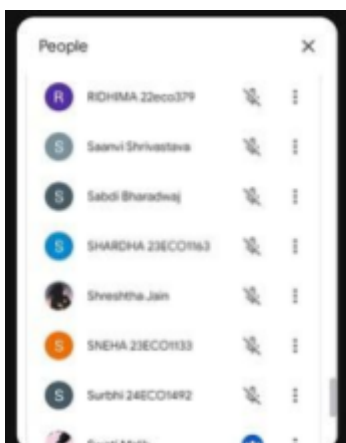 People
R RIDHIMA 22eco379
S Saanvi Shrivastava
S Sabdi Bharadwaj
S SHARDHA 23ECO1163
Shreshtha Jain
S SNEHA 23ECO1133
S Surbhi 24ECO1492